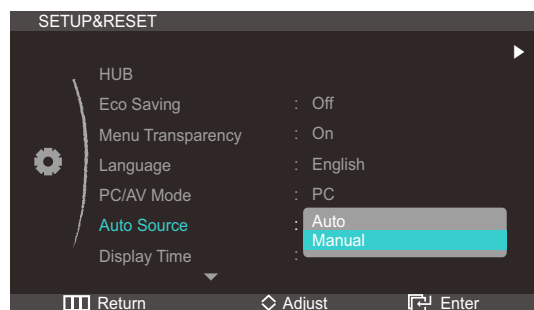 SETUP&RESET
HUB
Eco Saving : Off
Menu Transparency : On
Language : English
PC/AV Mode : PC
Auto Source : Auto
Manual
Display Time :
Return Adjust Enter